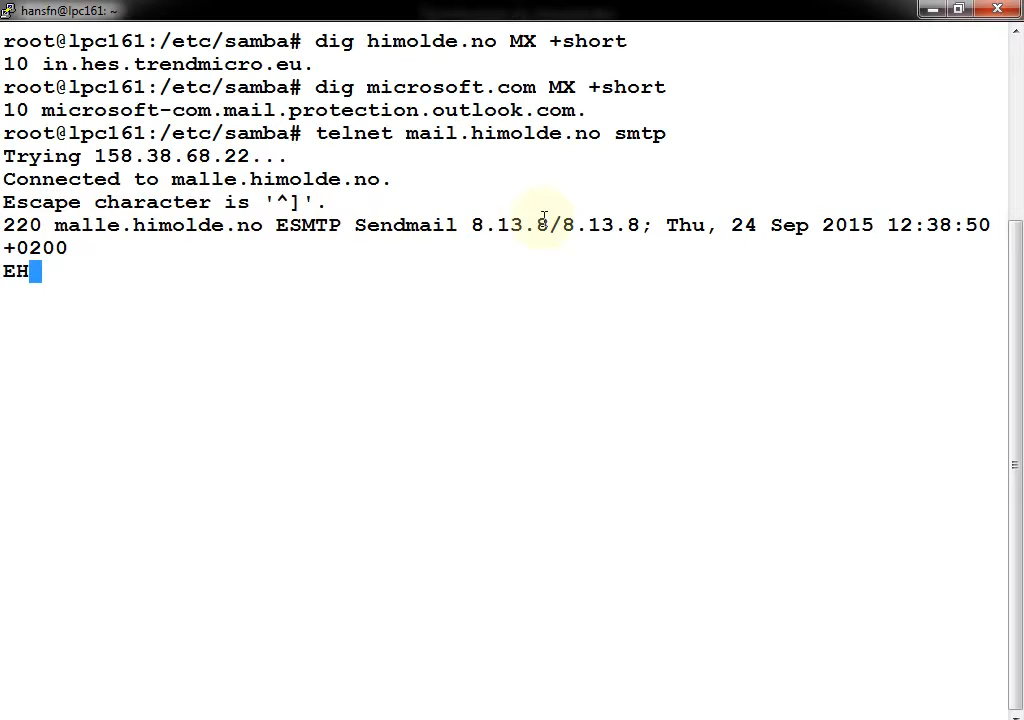 hansfn@lpc161: ~
root@lpc161:/etc/samba# dig himolde.no MX +short
10 in.hes.trendmicro.eu.
root@lpc161:/etc/samba# dig microsoft.com MX +short
10 microsoft-com.mail.protection.outlook.com.
root@lpc161:/etc/samba# telnet mail.himolde.no smtp
Trying 158.38.68.22...
Connected to malle.himolde.no.
Escape character is '^]'.
220 malle.himolde.no ESMTP Sendmail 8.13.8/8.13.8; Thu, 24 Sep 2015 12:38:50
+0200
EH